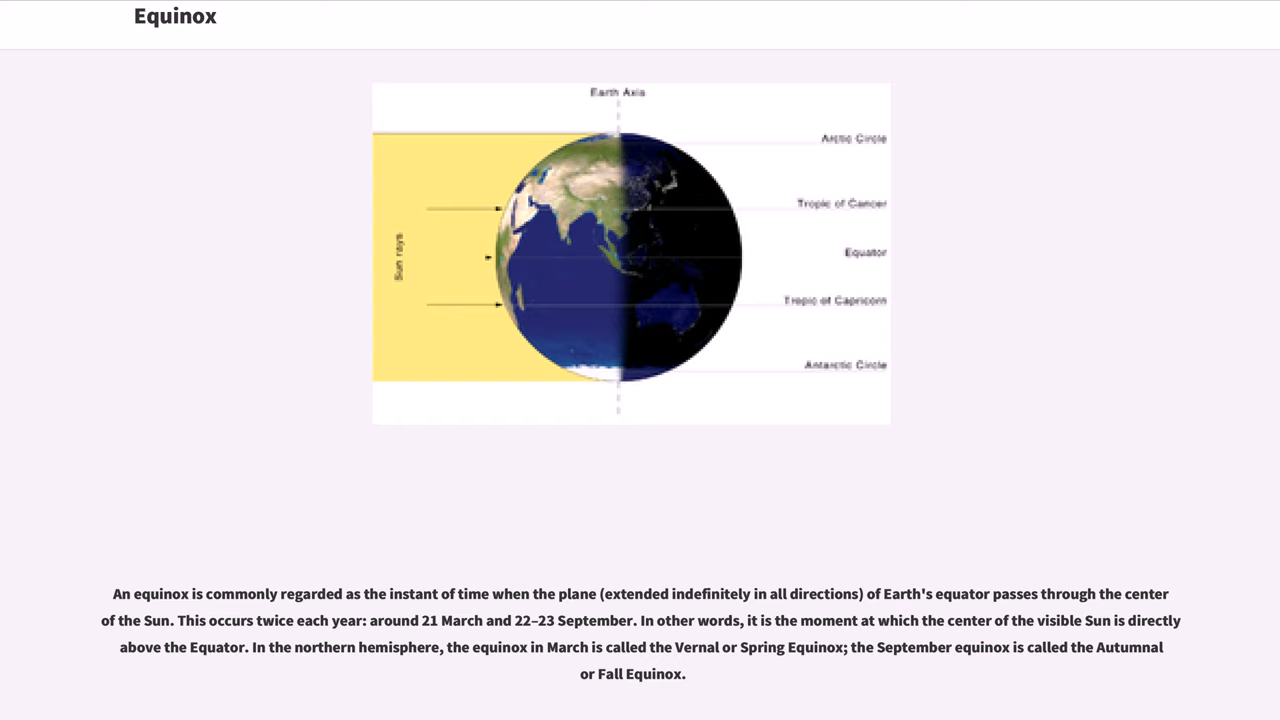 Equinox
Earth Axis
Arctic Circle
Tropic of Cancer
Sun rays
Equator
Tropic of Capricorn
Antarctic Circle
An equinox is commonly regarded as the instant of time when the plane (extended indefinitely in all directions) of Earth's equator passes through the center
of the Sun. This occurs twice each year: around 21 March and 22–23 September. In other words, it is the moment at which the center of the visible Sun is directly
above the Equator. In the northern hemisphere, the equinox in March is called the Vernal or Spring Equinox; the September equinox is called the Autumnal
or Fall Equinox.